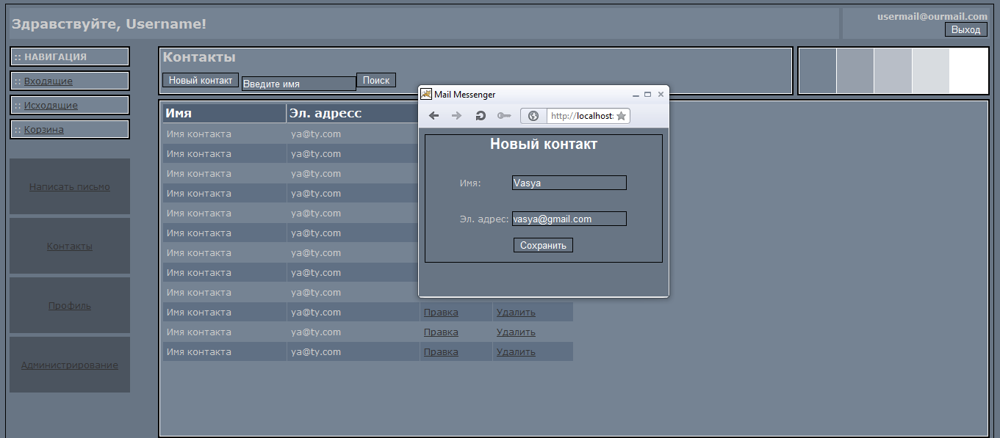 Здравствуйте, Username!
usermail@ourmail.com
Выход
:: НАВИГАЦИЯ
:: Входящие
:: Исходящие
:: Корзина
Написать письмо
Контакты
Профиль
Администрирование
Контакты
Новый контакт Введите имя Поиск
Имя Эл. адресс
Имя контакта ya@ty.com
Имя контакта ya@ty.com
Имя контакта ya@ty.com
Имя контакта ya@ty.com
Имя контакта ya@ty.com
Имя контакта ya@ty.com
Имя контакта ya@ty.com
Имя контакта ya@ty.com
Имя контакта ya@ty.com
Имя контакта ya@ty.com Правка Удалить
Имя контакта ya@ty.com Правка Удалить
Имя контакта ya@ty.com Правка Удалить
Mail Messenger
http://localhost:
Новый контакт
Имя: Vasya
Эл. адрес: vasya@gmail.com
Сохранить